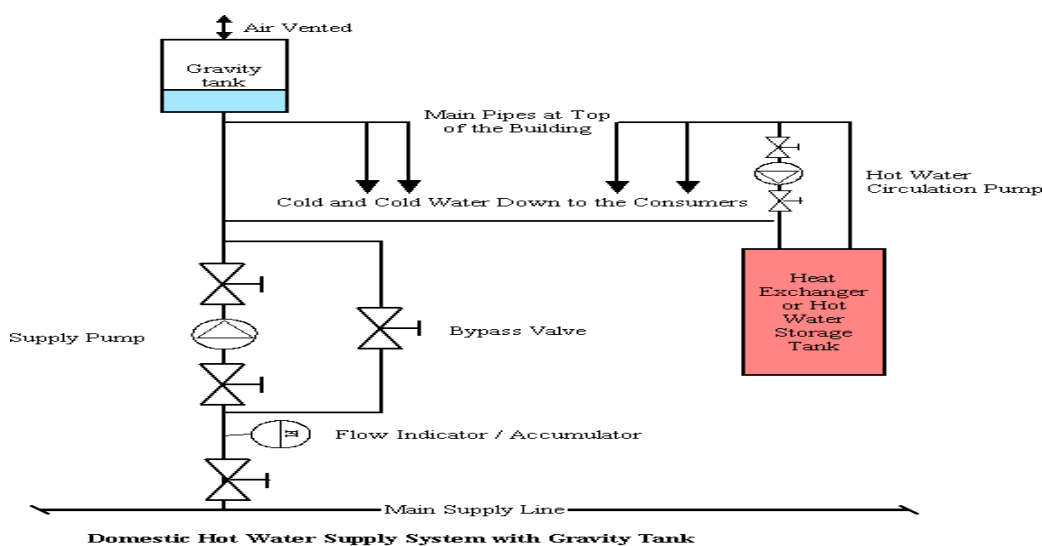 Air Vented
Gravity
tank
Main Pipes at Top
of the Building
Hot Water
Circulation Pump
Cold and Cold Water Down to the Consumers
Heat
Exchanger
or Hot
Water
Storage
Tank
Supply Pump
Bypass Valve
Flow Indicator / Accumulator
Main Supply Line
Domestic Hot Water Supply System with Gravity Tank